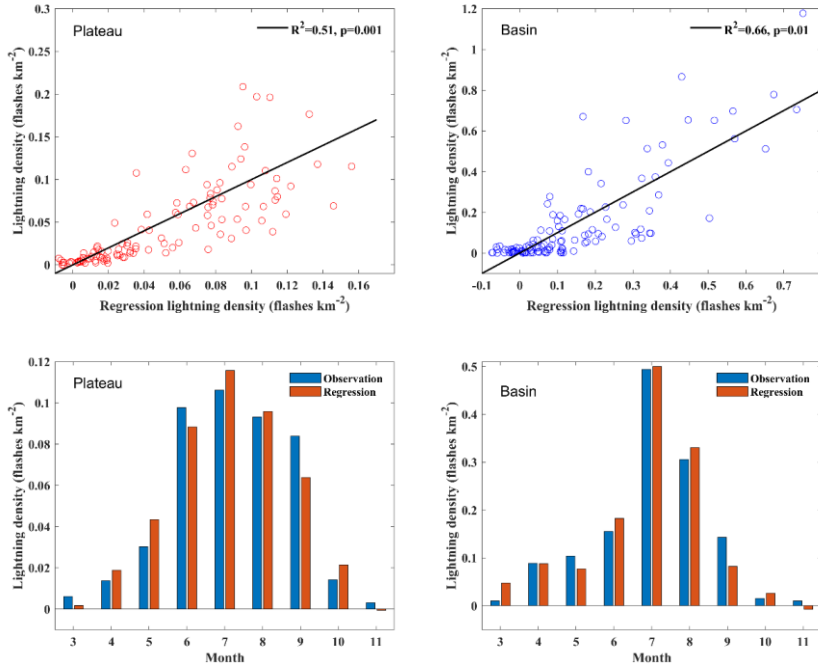 Plateau
R²=0.51, p=0.001
Lightning density (flashes km⁻²)
0.3
0.25
0.2
0.15
0.1
0.05
0
0 0.02 0.04 0.06 0.08 0.1 0.12 0.14 0.16
Regression lightning density (flashes km⁻²)
Basin
R²=0.66, p=0.01
Lightning density (flashes km⁻²)
1.2
1
0.8
0.6
0.4
0.2
0
-0.1 0 0.1 0.2 0.3 0.4 0.5 0.6 0.7
Regression lightning density (flashes km⁻²)
Plateau
Observation
Regression
Lightning density (flashes km⁻²)
0.12
0.1
0.08
0.06
0.04
0.02
0
3 4 5 6 7 8 9 10 11
Month
Basin
Observation
Regression
Lightning density (flashes km⁻²)
0.5
0.4
0.3
0.2
0.1
0
3 4 5 6 7 8 9 10 11
Month